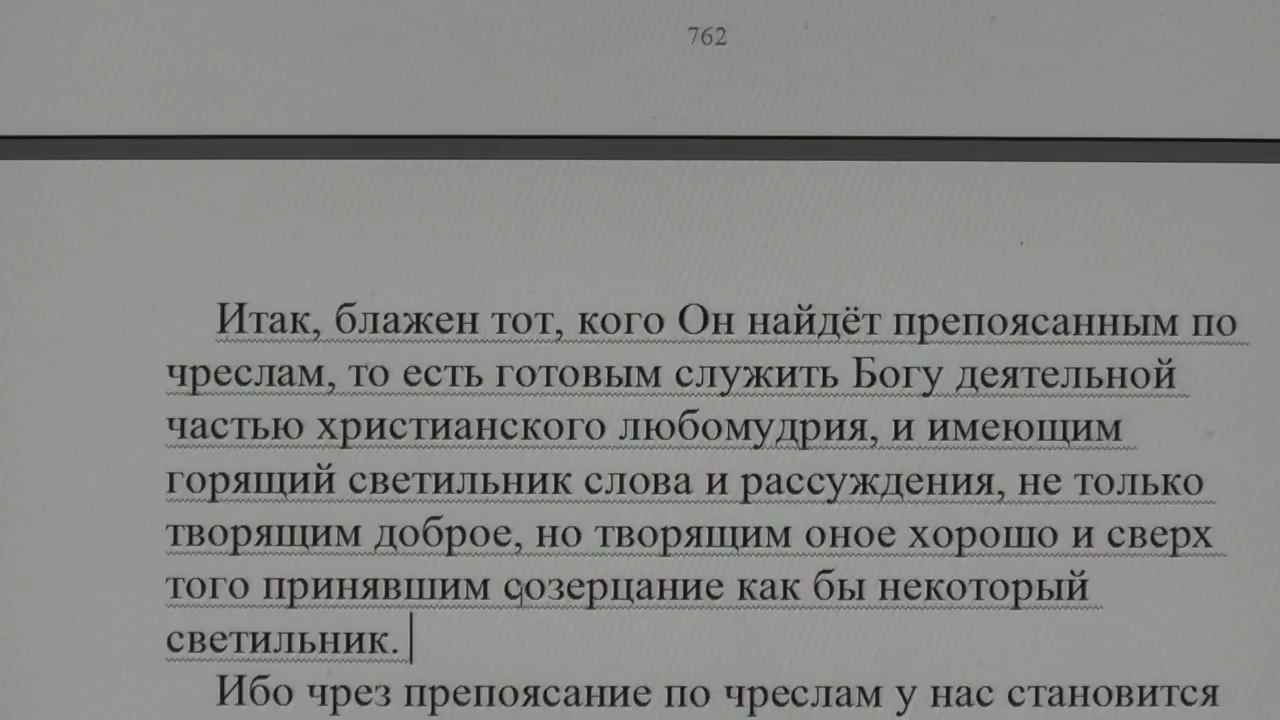 762
Итак, блажен тот, кого Он найдёт препоясанным по
чреслам, то есть готовым служить Богу деятельной
частью христианского любомудрия, и имеющим
горящий светильник слова и рассуждения, не только
творящим доброе, но творящим оное хорошо и сверх
того принявшим созерцание как бы некоторый
светильник.
Ибо чрез препоясание по чреслам у нас становится